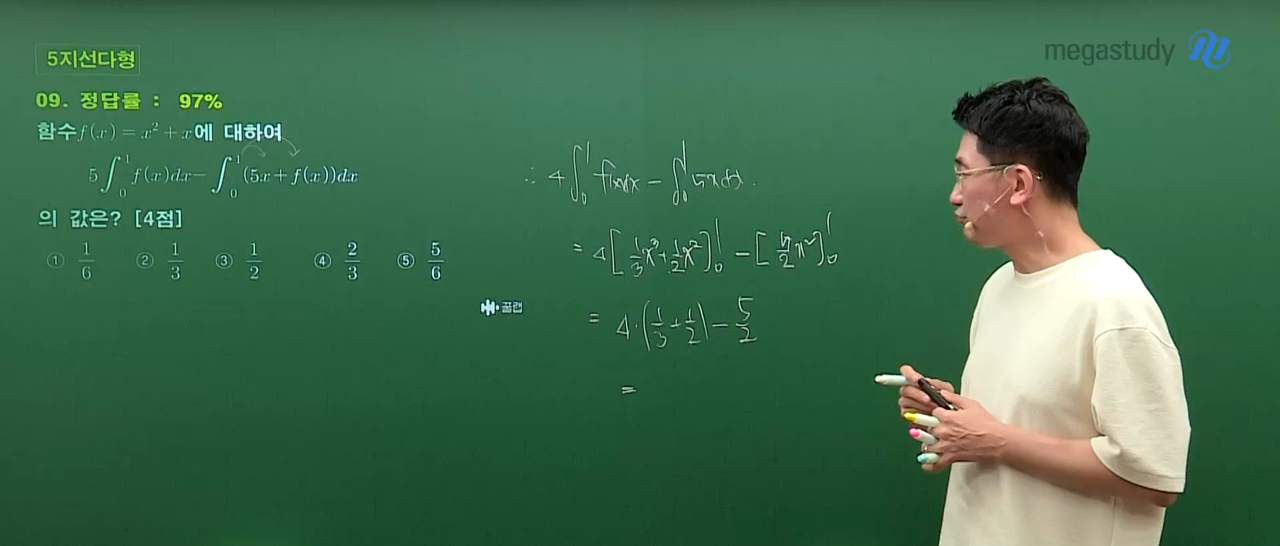 megastudy
5지선다형
09. 정답률 : 97%
함수 f(x) = x² + x에 대하여
5∫₀¹ f(x)dx − ∫₀¹ (5x + f(x))dx
의 값은? [4점]
① 1/6 ② 1/3 ③ 1/2 ④ 2/3 ⑤ 5/6
꿀랩
∴ 4∫₀¹ f(x)dx − ∫₀¹ 5x dx.
= 4[1/3x³ + 1/2x²]₀¹ − [5/2x²]₀¹
= 4·(1/3 + 1/2) − 5/2
=